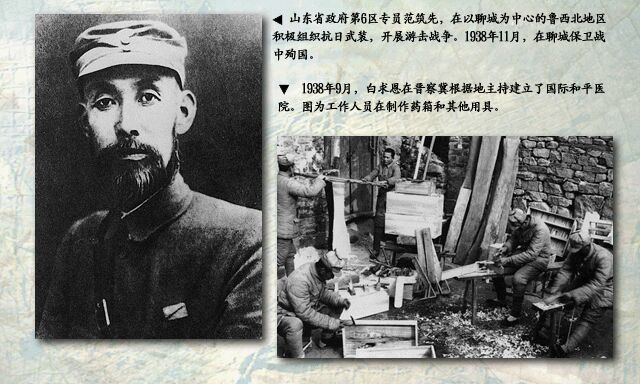 ◀ 山东省政府第6区专员范筑先，在以聊城为中心的鲁西北地区
积极组织抗日武装，开展游击战争。1938年11月，在聊城保卫战
中殉国。
▼ 1938年9月，白求恩在晋察冀根据地主持建立了国际和平医
院。图为工作人员在制作药箱和其他用具。